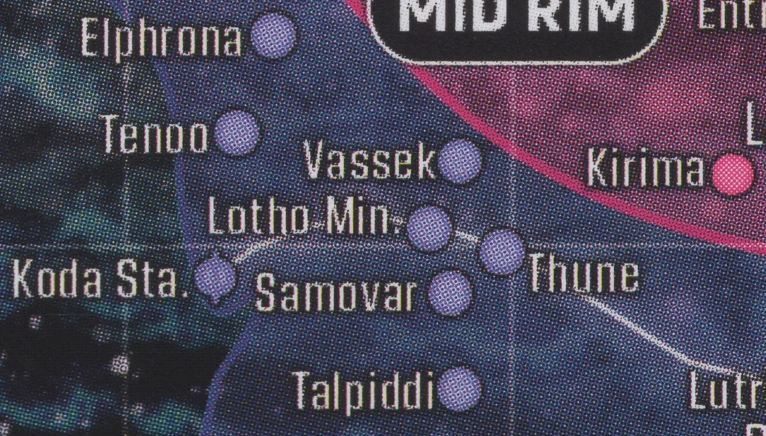 MID RIM
Elphrona
Tenoo
Vassek
Kirima
Lotho Min.
Koda Sta.
Samovar
Thune
Talpiddi